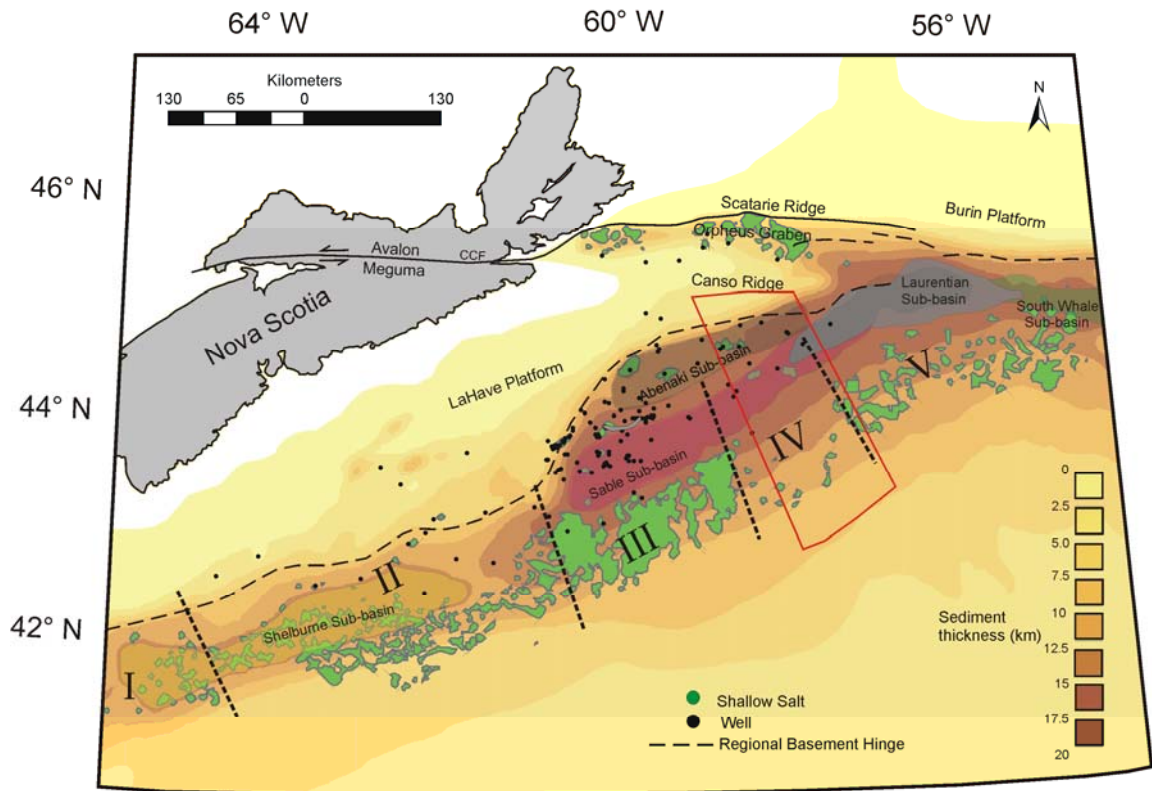 64° W
60° W
56° W
Kilometers
130
65
0
130
N
46° N
Scatarie Ridge
Burin Platform
Orpheus Graben
Avalon
CCF
Meguma
Canso Ridge
Laurentian
Sub-basin
South Whale
Sub-basin
Nova Scotia
Abenaki Sub-basin
V
LaHave Platform
44° N
IV
Sable Sub-basin
III
II
Shelburne Sub-basin
42° N
I
0
2.5
5.0
7.5
10
Sediment
thickness (km)
12.5
15
17.5
20
Shallow Salt
Well
Regional Basement Hinge